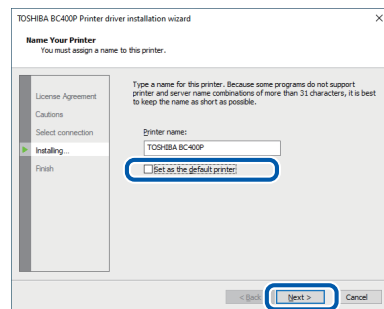 TOSHIBA BC400P Printer driver installation wizard
Name Your Printer
You must assign a name to this printer.
License Agreement
Cautions
Select connection
Installing...
Finish
Type a name for this printer. Because some programs do not support
printer and server name combinations of more than 31 characters, it is best
to keep the name as short as possible.
Printer name:
TOSHIBA BC400P
Set as the default printer
< Back
Next >
Cancel